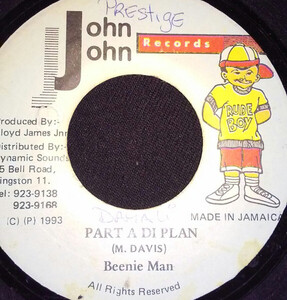 PRESTIGE
John
John
Records
RUDE
BOY
Produced By:-
Lloyd James Jnr
Distributed By:-
Dynamic Sounds
5 Bell Road,
Kingston 11.
Tel: 923-9138
923-9168
(C) (P) 1993
MADE IN JAMAICA
PART A DI PLAN
(M. DAVIS)
Beenie Man
All Rights Reserved